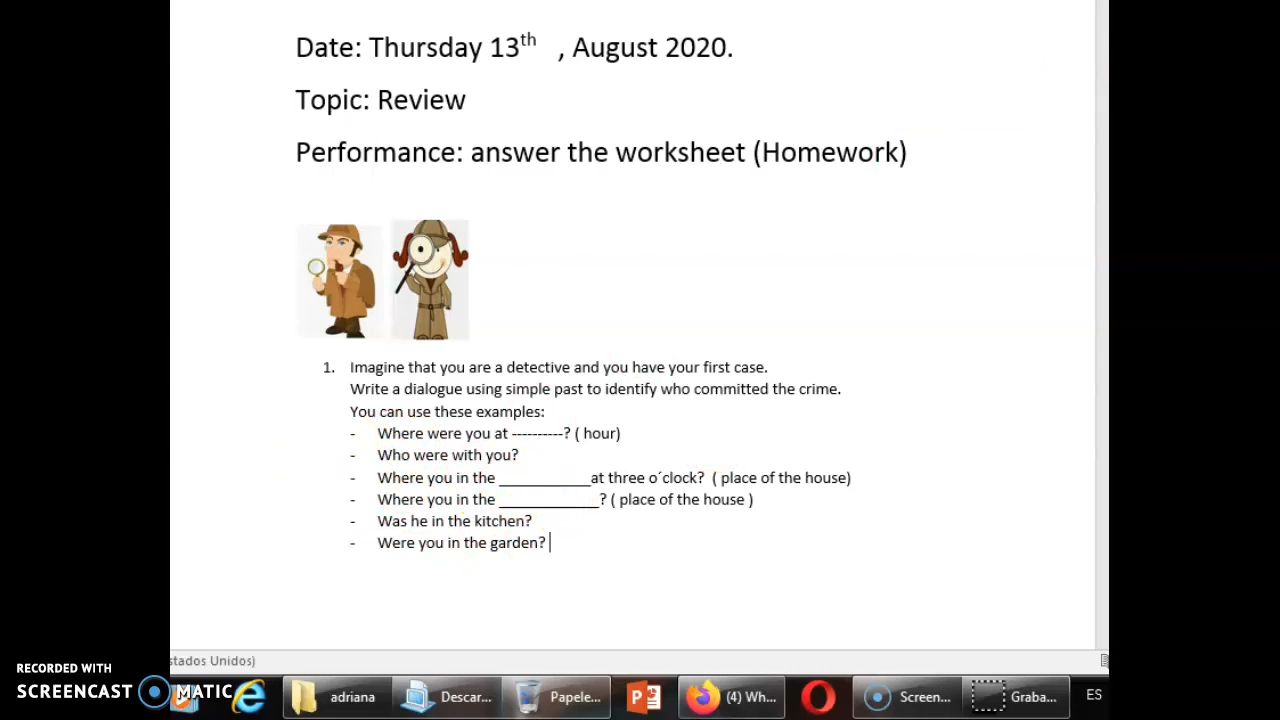 Date: Thursday 13th , August 2020.
Topic: Review
Performance: answer the worksheet (Homework)
1. Imagine that you are a detective and you have your first case.
Write a dialogue using simple past to identify who committed the crime.
You can use these examples:
- Where were you at ----------? ( hour)
- Who were with you?
- Where you in the ___________at three o´clock? ( place of the house)
- Where you in the ____________? ( place of the house )
- Was he in the kitchen?
- Were you in the garden?
stados Unidos)
RECORDED WITH
SCREENCAST MATIC
adriana
Descar...
Papele...
(4) Wh...
Screen...
Graba...
ES